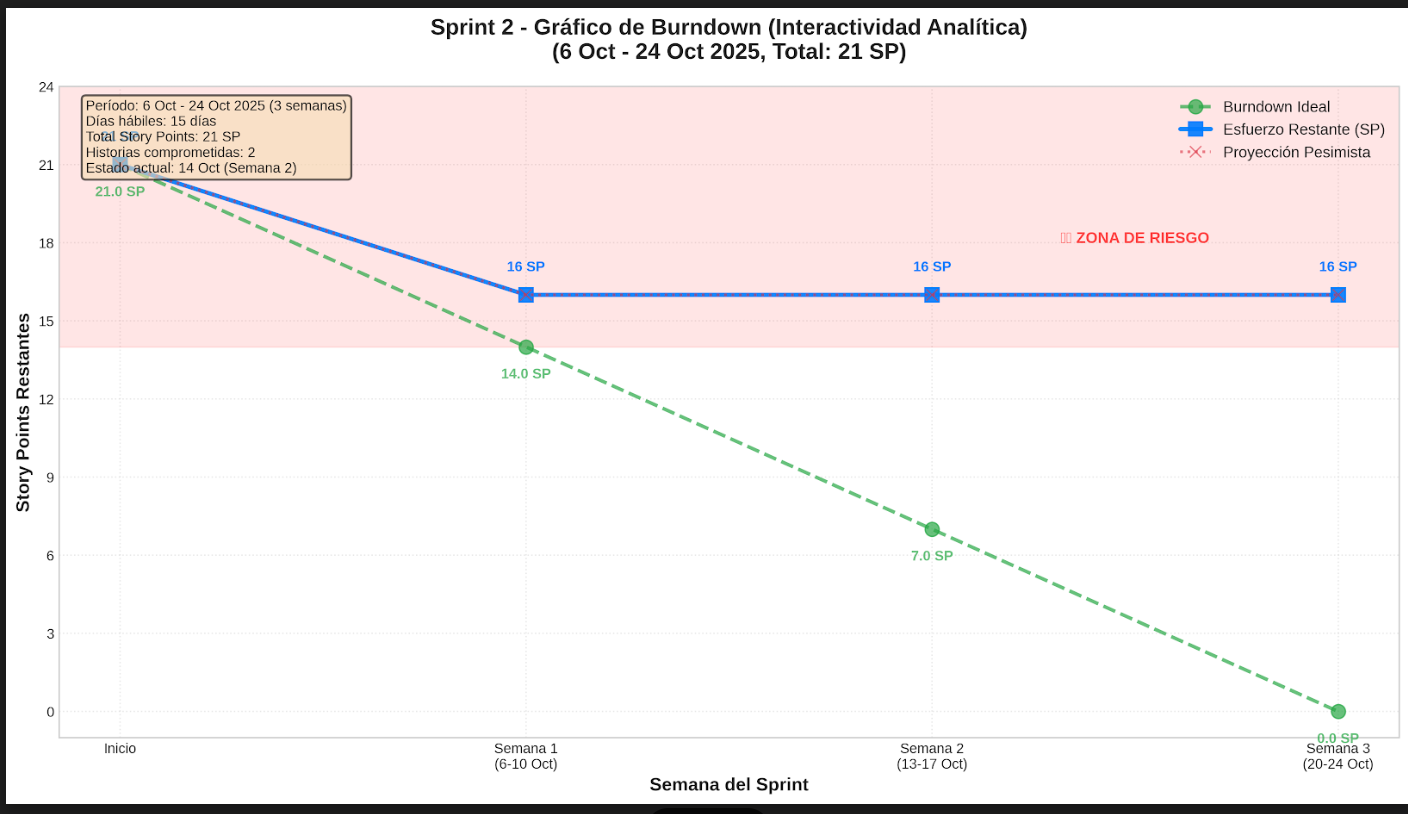 Sprint 2 - Gráfico de Burndown (Interactividad Analítica)
(6 Oct - 24 Oct 2025, Total: 21 SP)
Período: 6 Oct - 24 Oct 2025 (3 semanas)
Días hábiles: 15 días
Total Story Points: 21 SP
Historias comprometidas: 2
Estado actual: 14 Oct (Semana 2)
21 SP
21.0 SP
Burndown Ideal
Esfuerzo Restante (SP)
Proyección Pesimista
ZONA DE RIESGO
16 SP
16 SP
16 SP
14.0 SP
7.0 SP
0.0 SP
24
21
18
15
12
9
6
3
0
Story Points Restantes
Inicio
Semana 1
(6-10 Oct)
Semana 2
(13-17 Oct)
Semana 3
(20-24 Oct)
Semana del Sprint